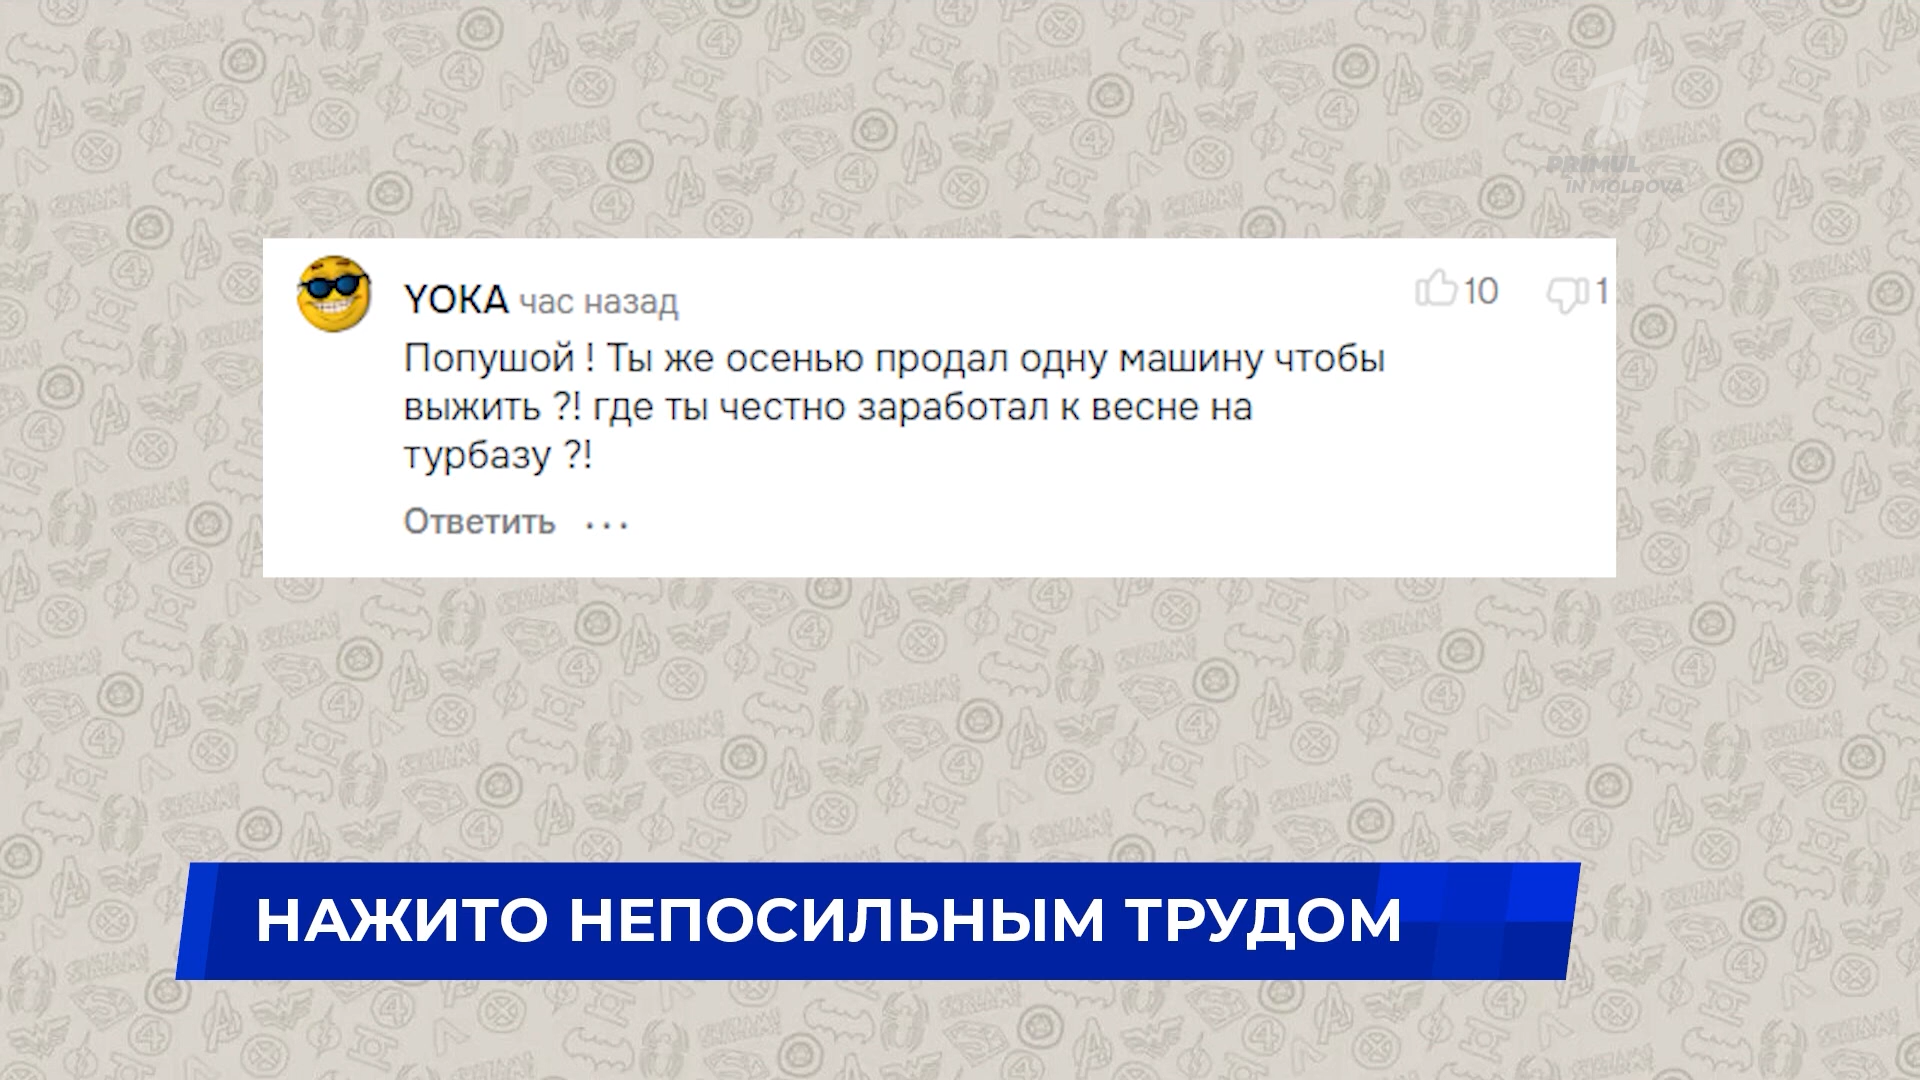 PRIMUL
ÎN MOLDOVA
YOKA час назад
10
1
Попушой ! Ты же осенью продал одну машину чтобы
выжить ?! где ты честно заработал к весне на
турбазу ?!
Ответить ...
НАЖИТО НЕПОСИЛЬНЫМ ТРУДОМ